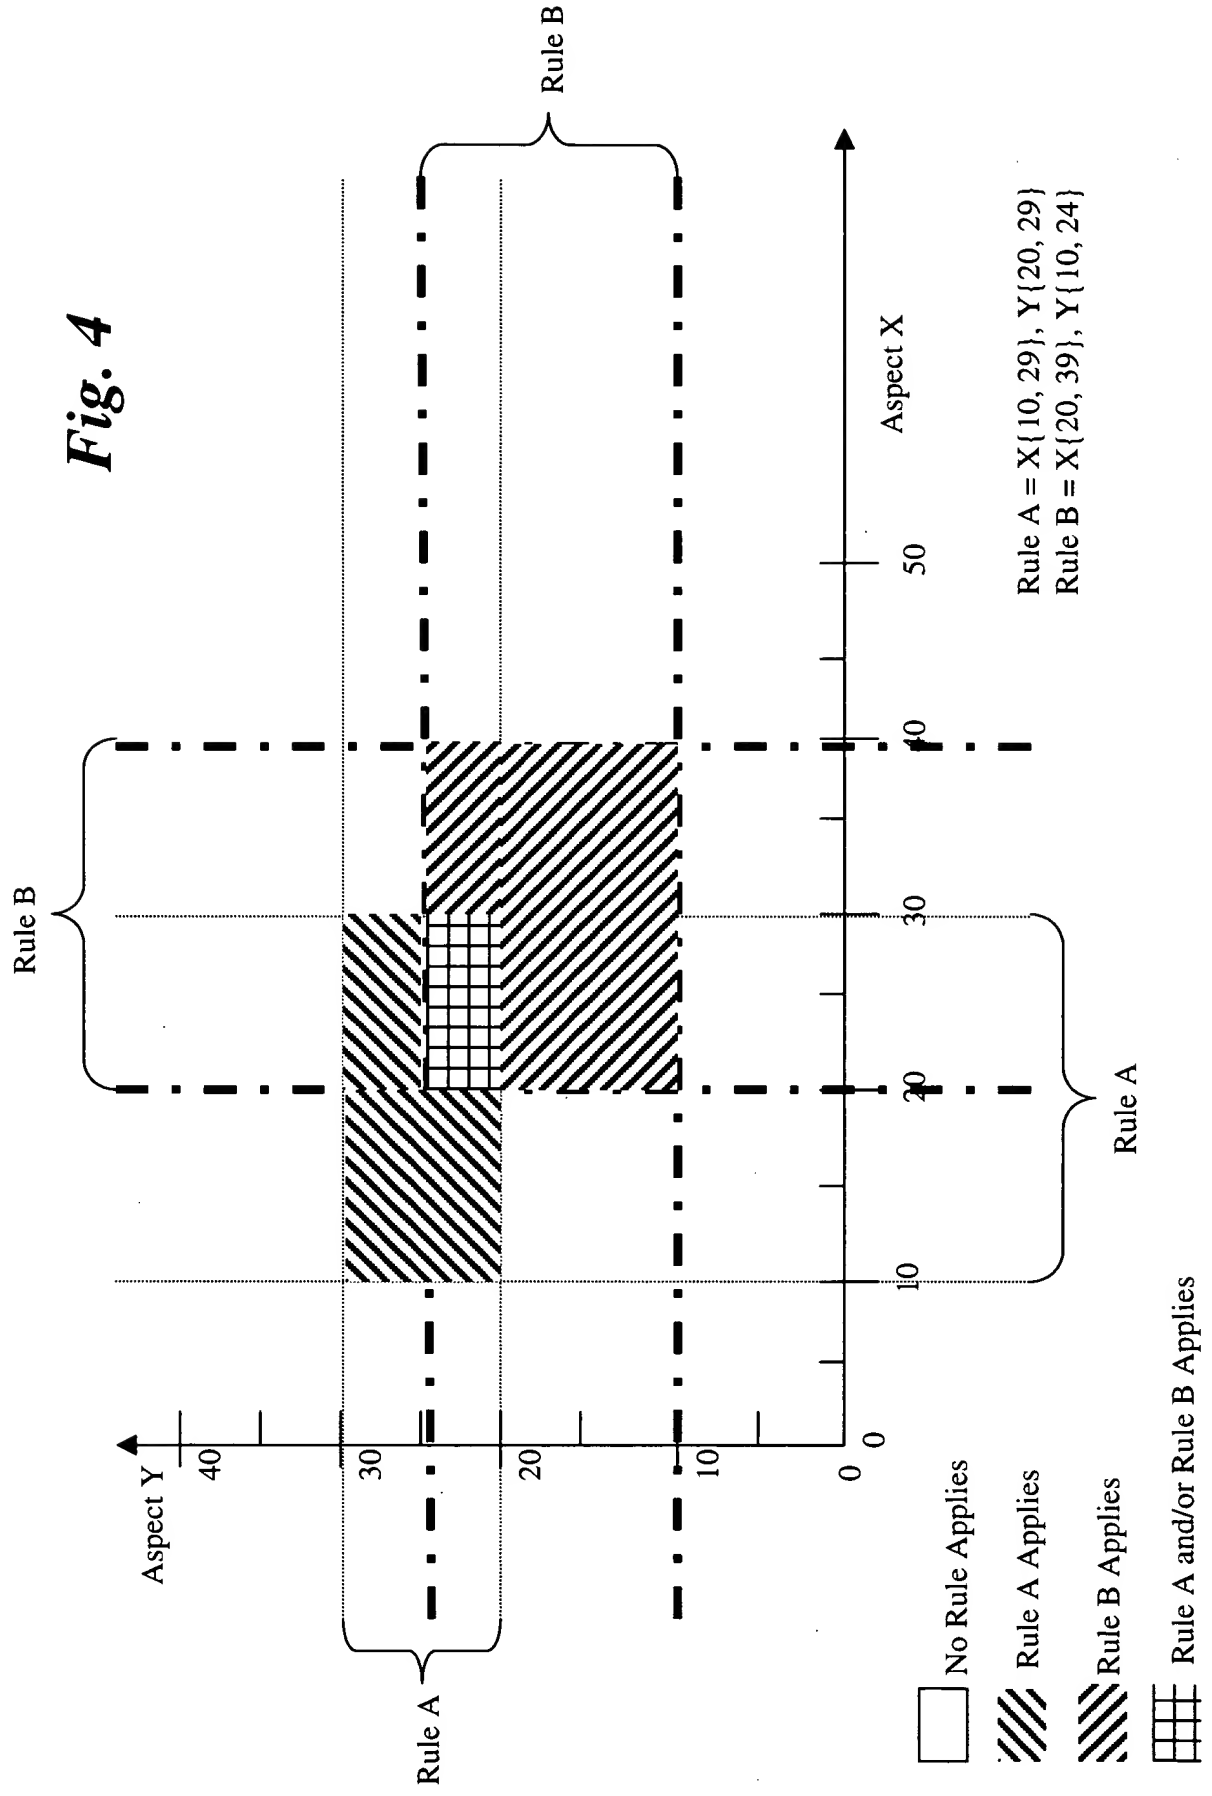 Fig. 4
Rule B
Rule B
Aspect Y
40
30
20
10
0
Rule A
0
10
20
30
40
50
Aspect X
Rule A
Rule A = X{10, 29}, Y{20, 29}
Rule B = X{20, 39}, Y{10, 24}
No Rule Applies
Rule A Applies
Rule B Applies
Rule A and/or Rule B Applies